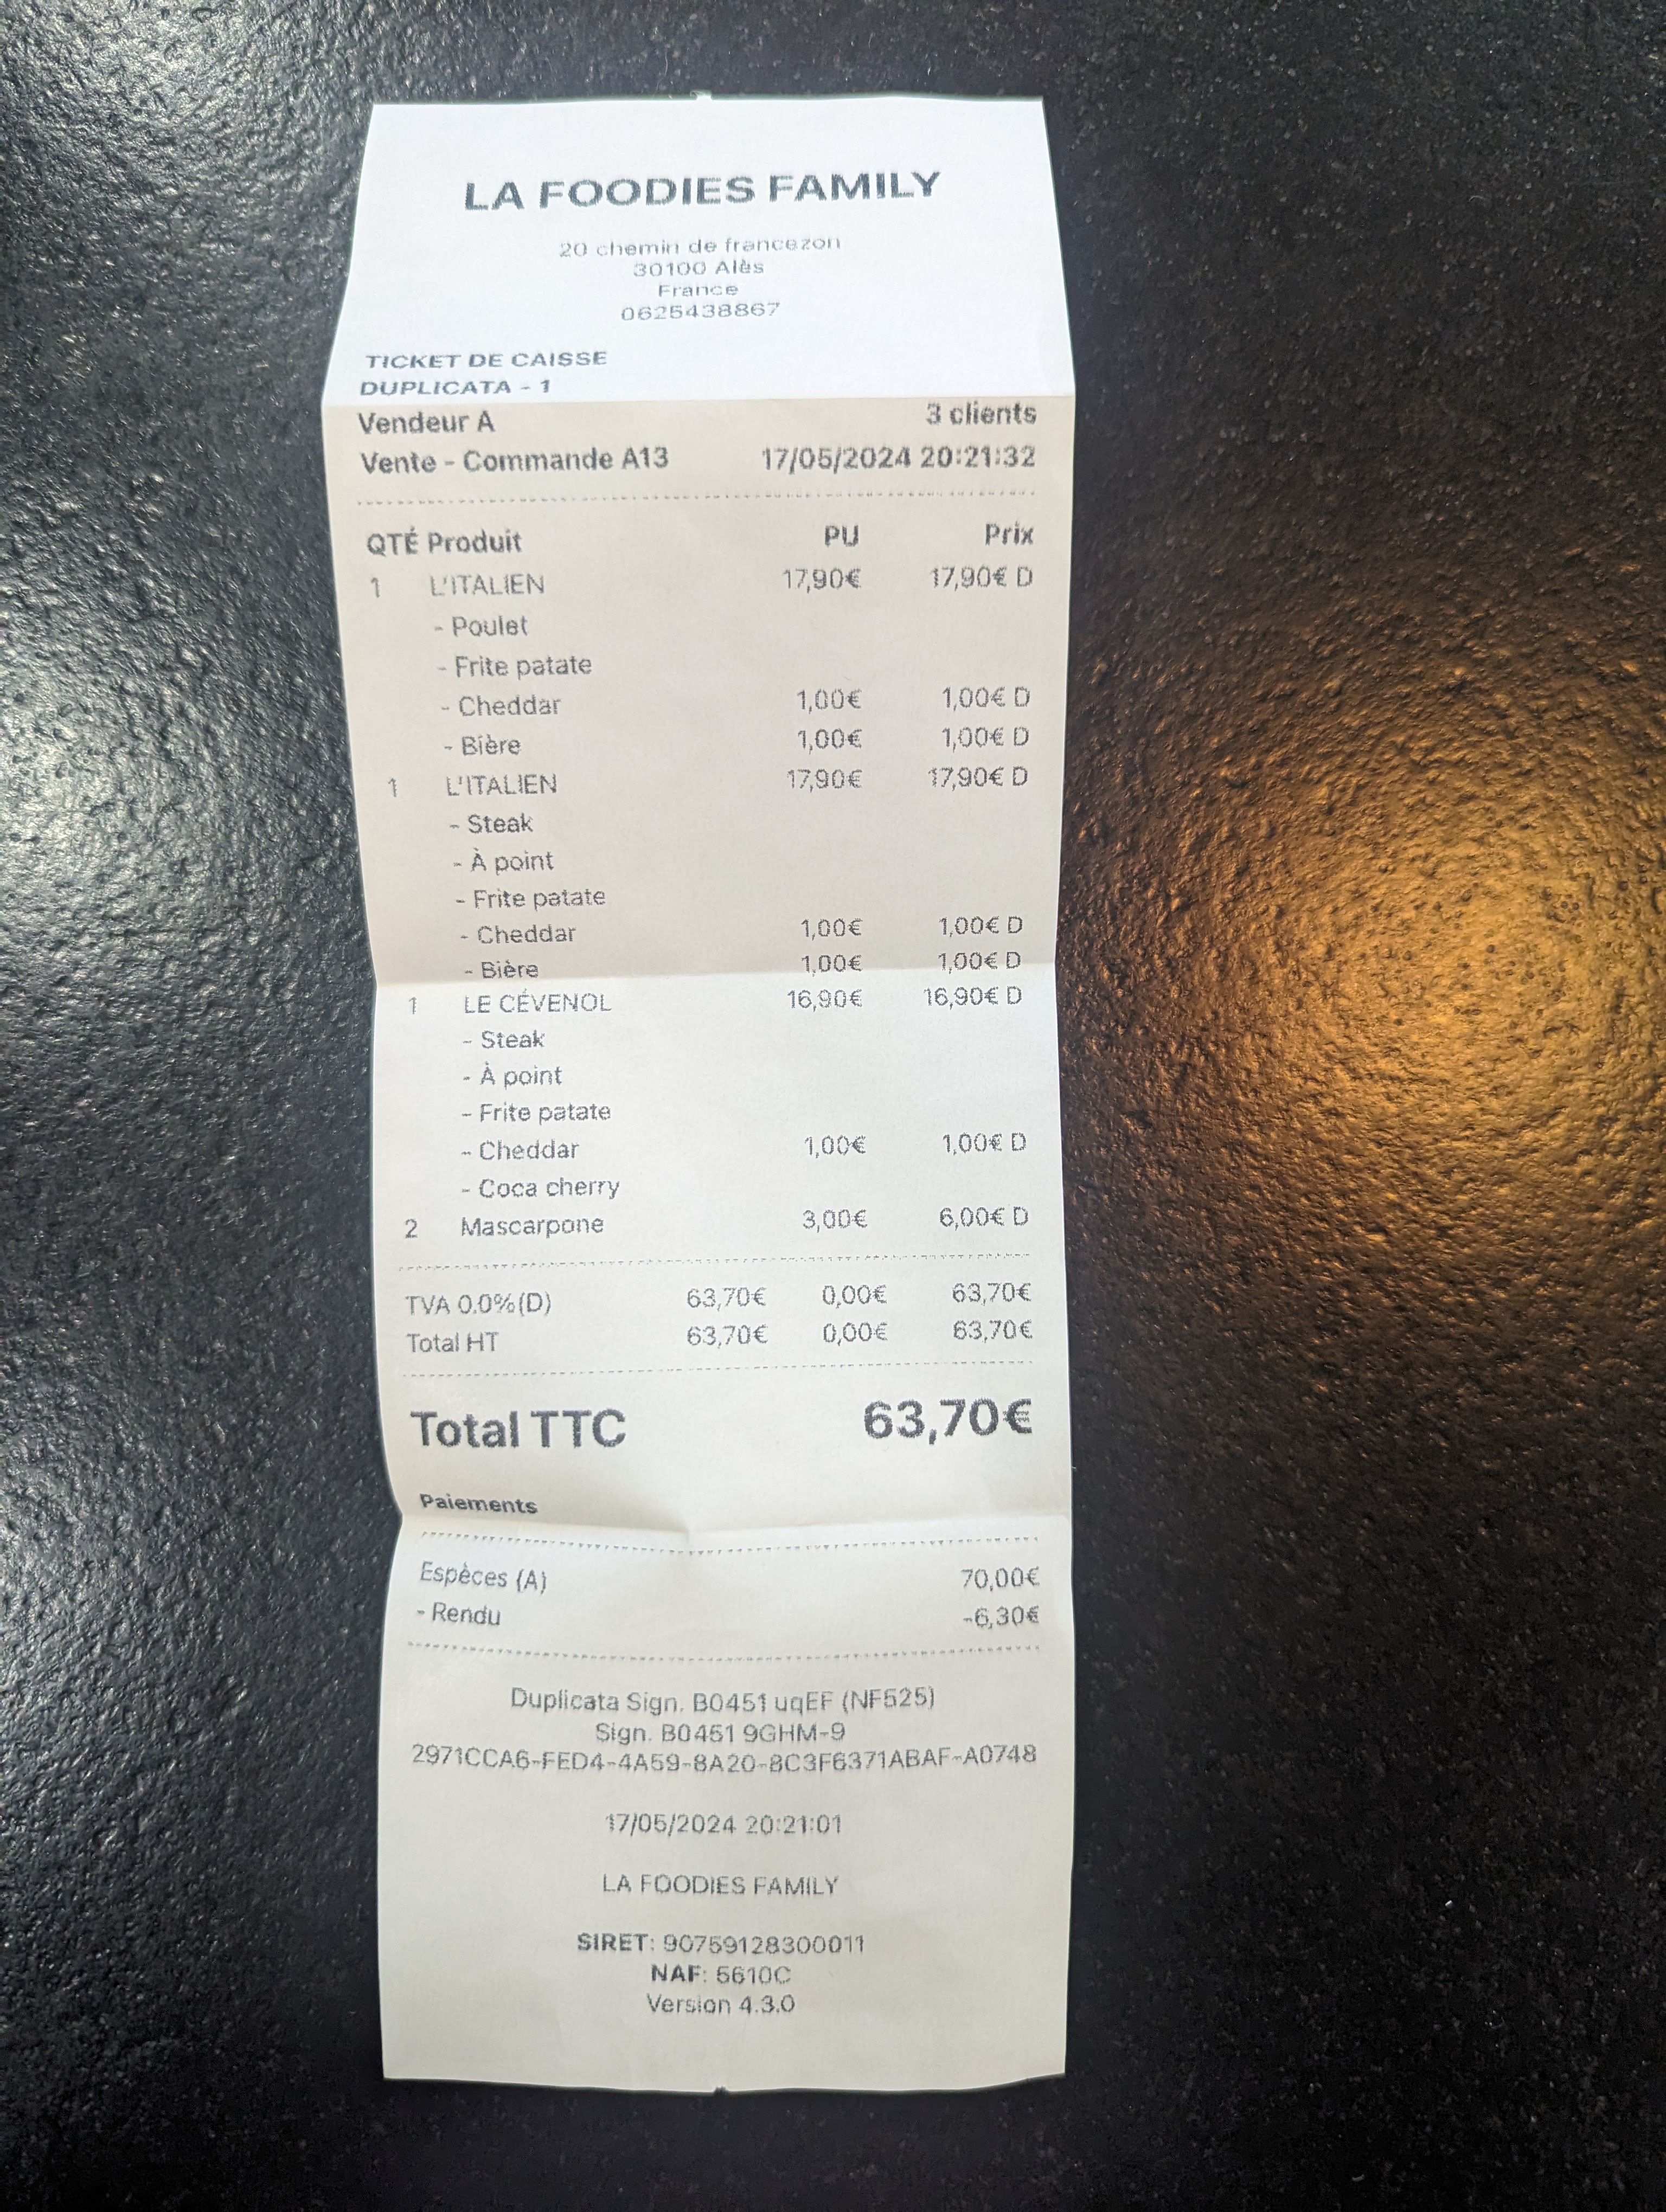 LA FOODIES FAMILY
20 chemin de francezon
30100 Alès
France
0625438867
TICKET DE CAISSE
DUPLICATA - 1
Vendeur A 3 clients
Vente - Commande A13 17/05/2024 20:21:32
QTÉ Produit PU Prix
1 L'ITALIEN 17,90€ 17,90€ D
- Poulet
- Frite patate
- Cheddar 1,00€ 1,00€ D
- Bière 1,00€ 1,00€ D
1 L'ITALIEN 17,90€ 17,90€ D
- Steak
- À point
- Frite patate
- Cheddar 1,00€ 1,00€ D
- Bière 1,00€ 1,00€ D
1 LE CÉVENOL 16,90€ 16,90€ D
- Steak
- À point
- Frite patate
- Cheddar 1,00€ 1,00€ D
- Coca cherry
2 Mascarpone 3,00€ 6,00€ D
TVA 0.0%(D) 63,70€ 0,00€ 63,70€
Total HT 63,70€ 0,00€ 63,70€
Total TTC 63,70€
Paiements
Espèces (A) 70,00€
- Rendu -6,30€
Duplicata Sign. B0451 uqEF (NF525)
Sign. B0451 9GHM-9
2971CCA6-FED4-4A59-8A20-8C3F6371ABAF-A0748
17/05/2024 20:21:01
LA FOODIES FAMILY
SIRET: 90759128300011
NAF: 5610C
Version 4.3.0